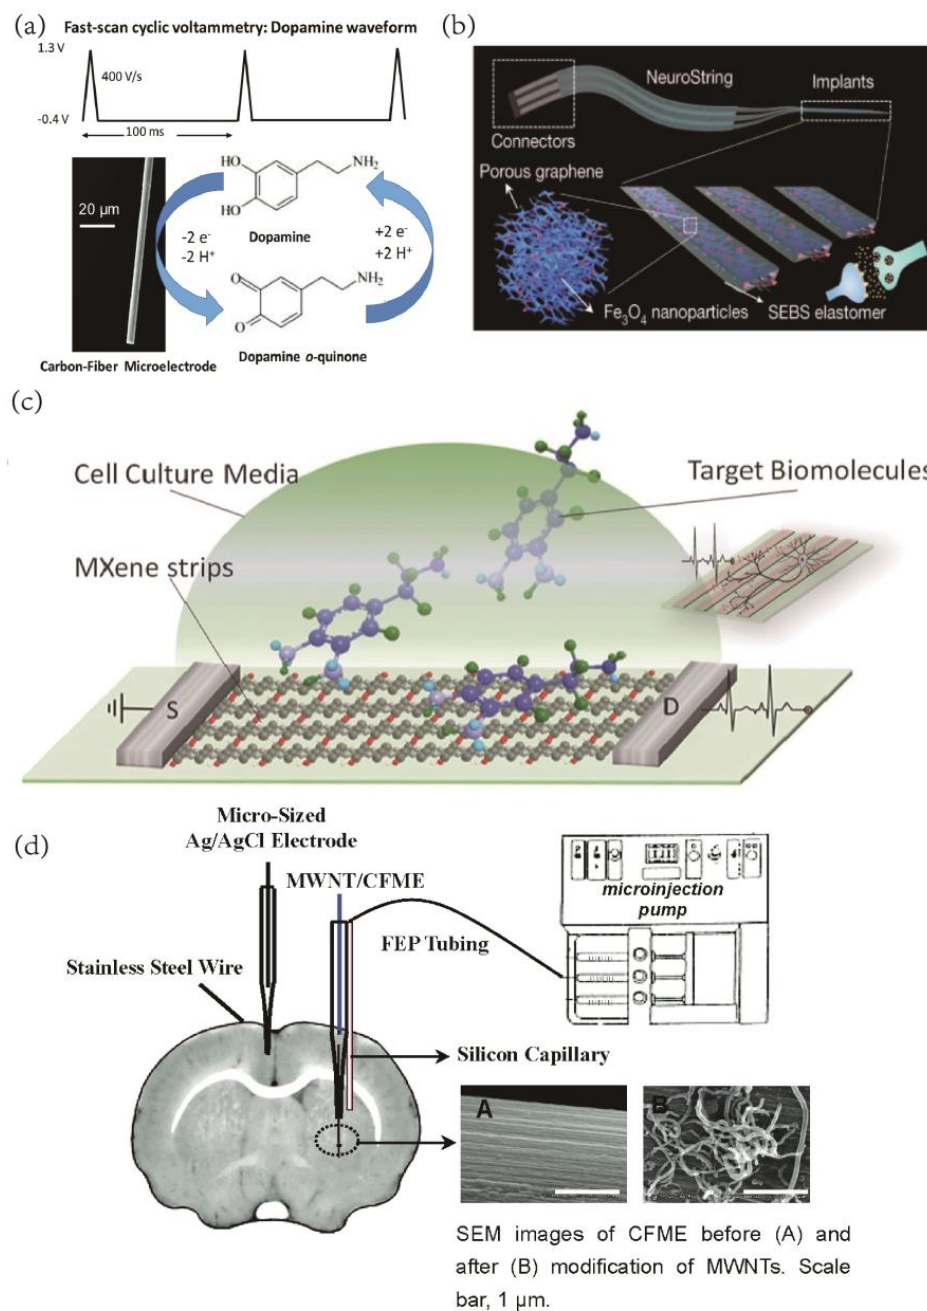 (a)
Fast-scan cyclic voltammetry: Dopamine waveform
1.3 V
400 V/s
-0.4 V
100 ms
20 µm
HO
HO
NH₂
Dopamine
-2 e⁻
-2 H⁺
+2 e⁻
+2 H⁺
O
O
NH₂
Dopamine o-quinone
Carbon-Fiber Microelectrode
(b)
NeuroString
Implants
Connectors
Porous graphene
Fe₃O₄ nanoparticles
SEBS elastomer
(c)
Cell Culture Media
Target Biomolecules
MXene strips
S
D
(d)
Micro-Sized
Ag/AgCl Electrode
MWNT/CFME
microinjection
pump
FEP Tubing
Stainless Steel Wire
Silicon Capillary
A
B
SEM images of CFME before (A) and
after (B) modification of MWNTs. Scale
bar, 1 µm.